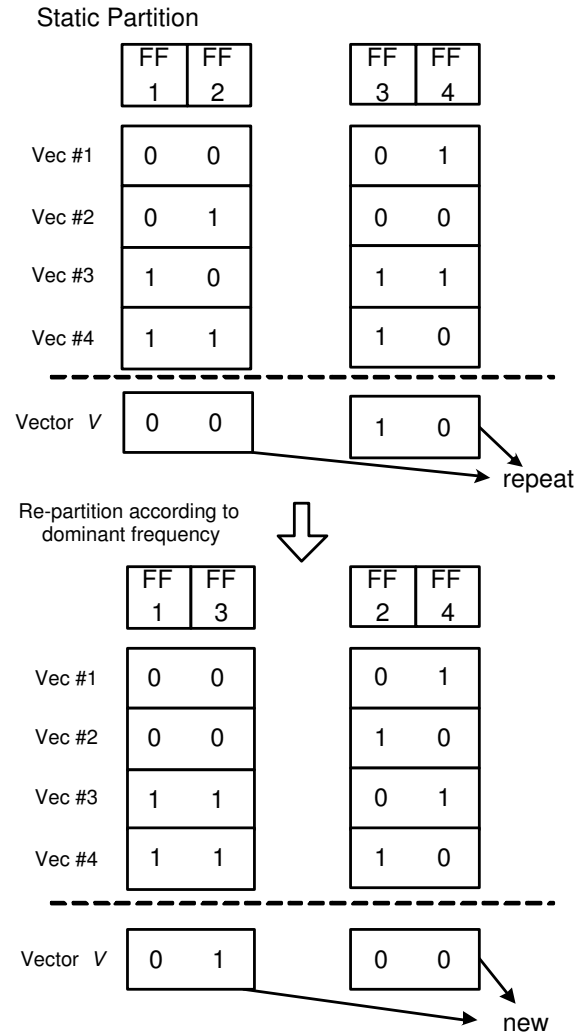 Static Partition
FF FF FF FF
1 2 3 4
Vec #1 0 0 0 1
Vec #2 0 1 0 0
Vec #3 1 0 1 1
Vec #4 1 1 1 0
Vector V 0 0 1 0
repeat
Re-partition according to
dominant frequency
FF FF FF FF
1 3 2 4
Vec #1 0 0 0 1
Vec #2 0 0 1 0
Vec #3 1 1 0 1
Vec #4 1 1 1 0
Vector V 0 1 0 0
new